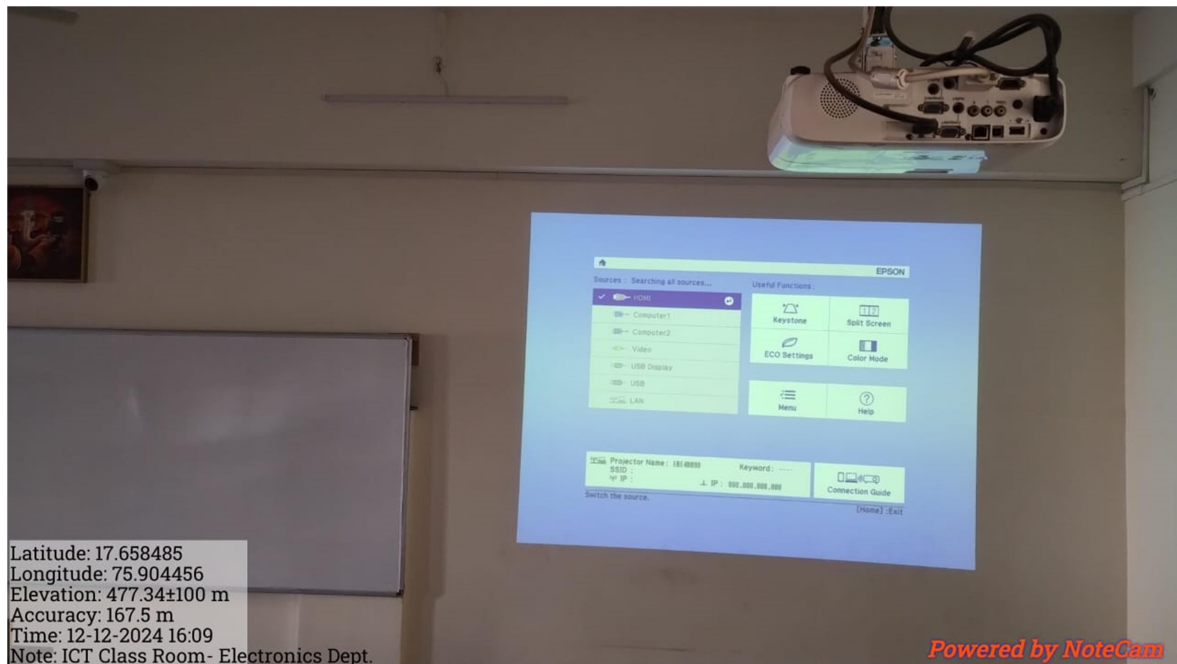 EPSON
Sources : Searching all sources...
Useful Functions :
HDMI
Computer1
Computer2
Video
USB Display
USB
LAN
Keystone
Split Screen
ECO Settings
Color Mode
Menu
Help
Projector Name :
Keyword :
SSID :
IP :
IP :
Connection Guide
Switch the source.
[Home] :Exit
Latitude: 17.658485
Longitude: 75.904456
Elevation: 477.34±100 m
Accuracy: 167.5 m
Time: 12-12-2024 16:09
Note: ICT Class Room- Electronics Dept.
Powered by NoteCam